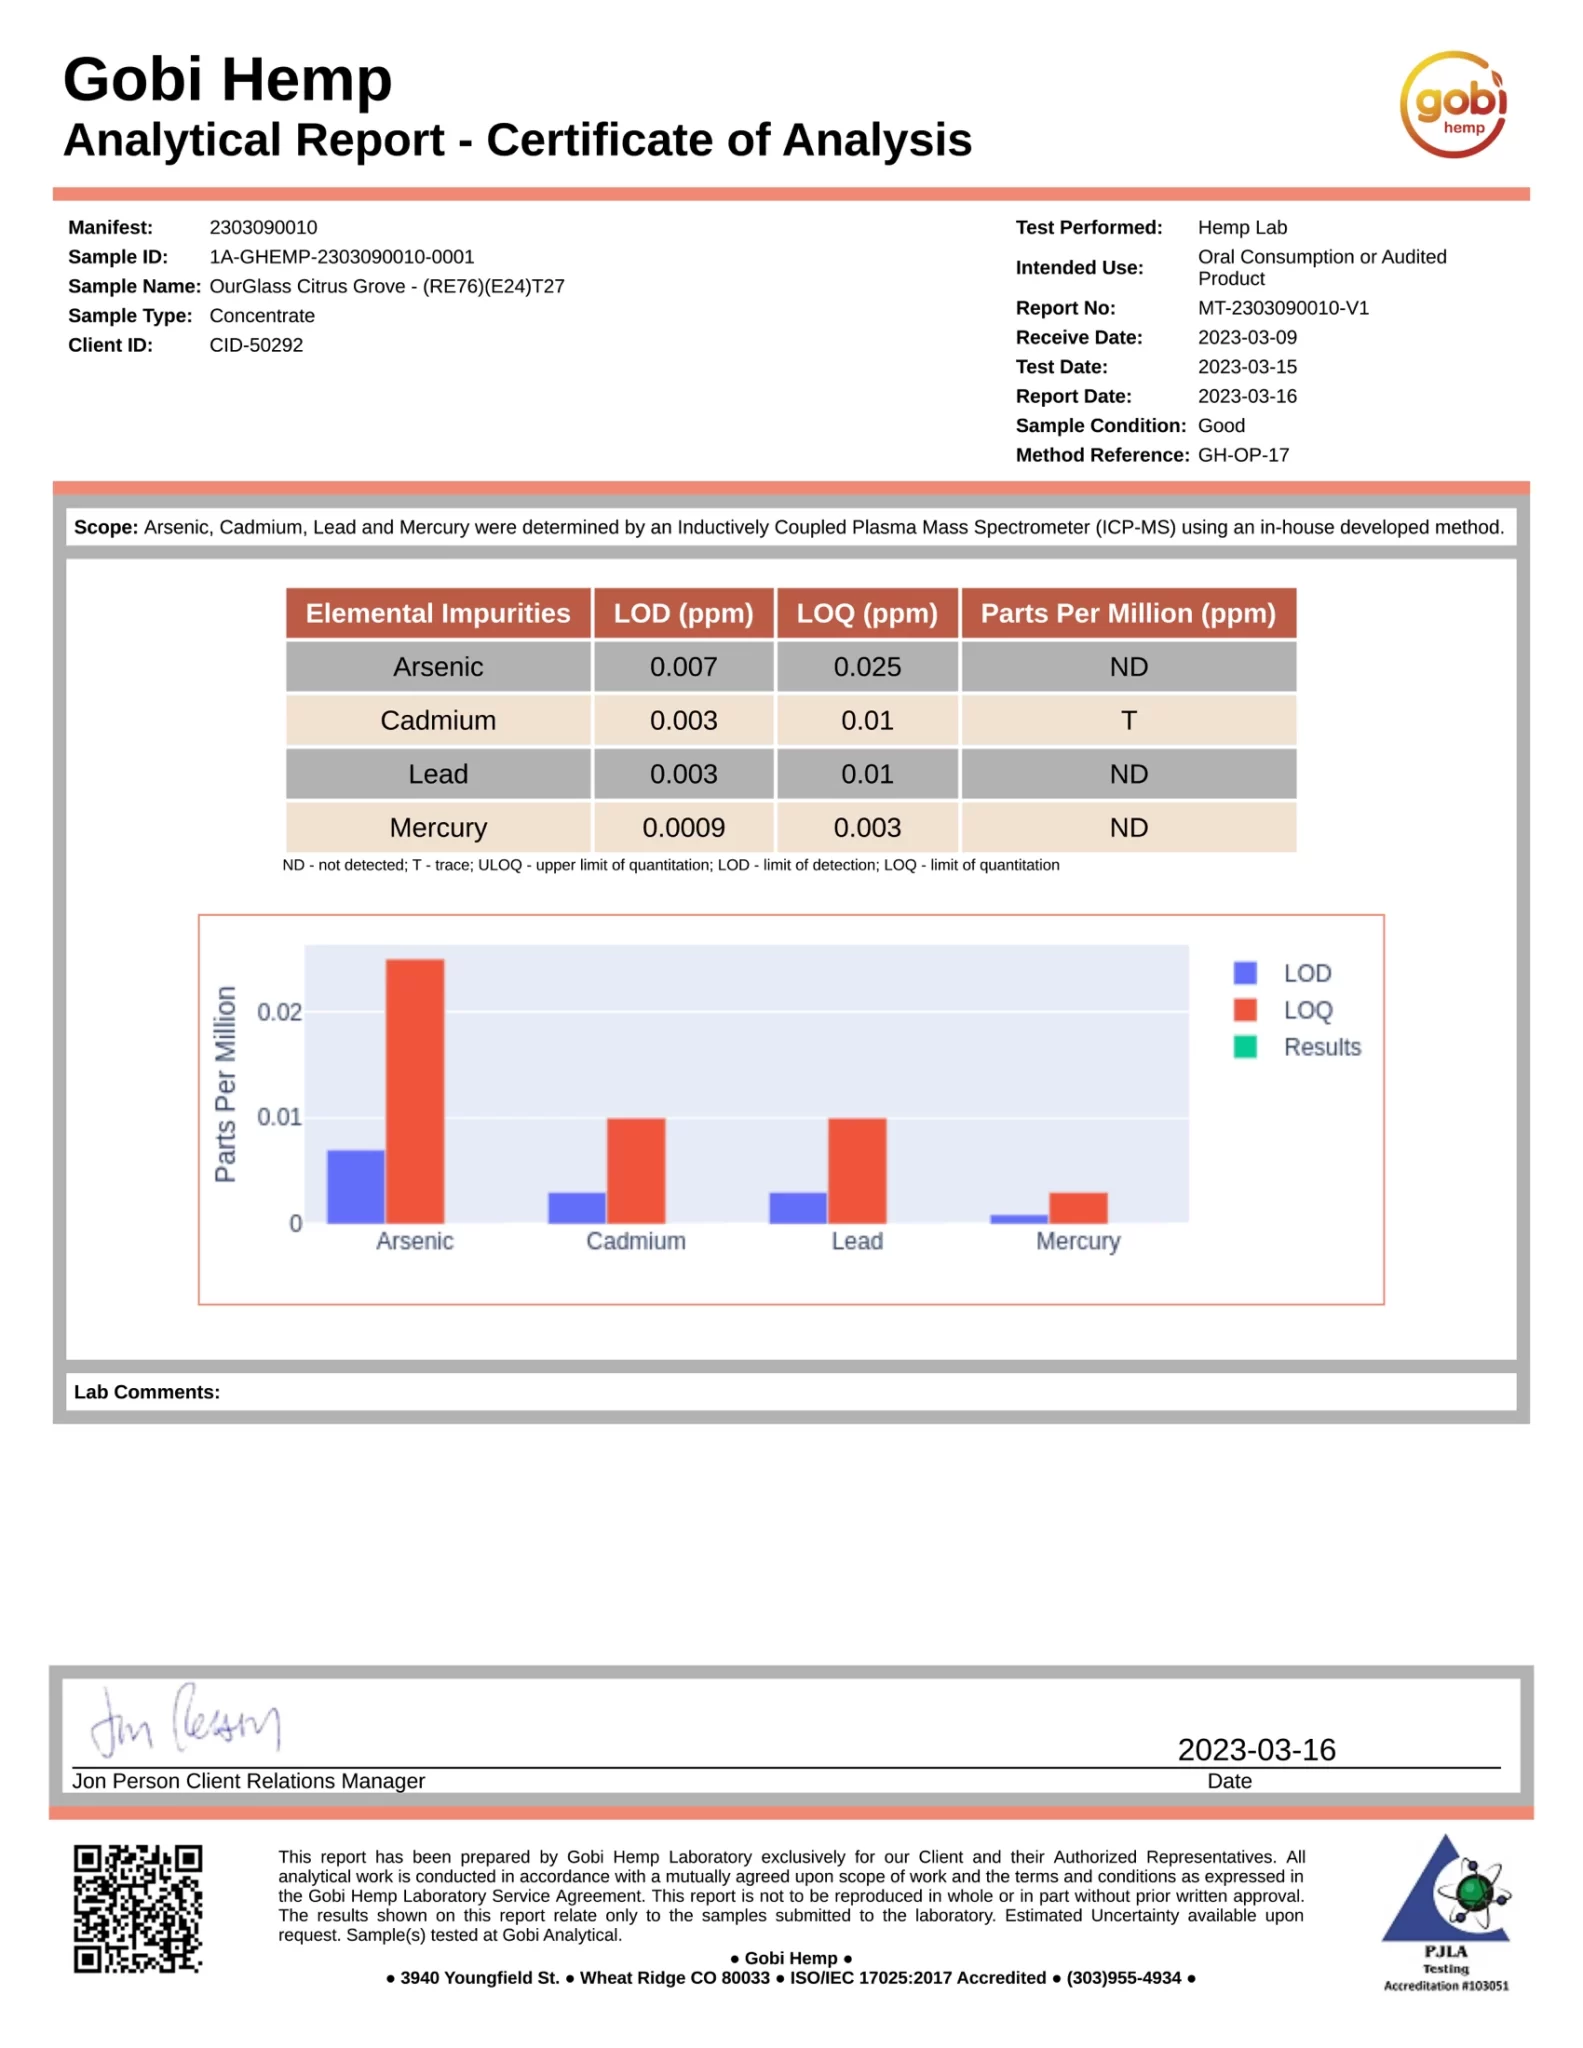 Gobi Hemp
Analytical Report - Certificate of Analysis
gobi
hemp
Manifest: 2303090010
Sample ID: 1A-GHEMP-2303090010-0001
Sample Name: OurGlass Citrus Grove - (RE76)(E24)T27
Sample Type: Concentrate
Client ID: CID-50292
Test Performed: Hemp Lab
Intended Use: Oral Consumption or Audited
Product
Report No: MT-2303090010-V1
Receive Date: 2023-03-09
Test Date: 2023-03-15
Report Date: 2023-03-16
Sample Condition: Good
Method Reference: GH-OP-17
Scope: Arsenic, Cadmium, Lead and Mercury were determined by an Inductively Coupled Plasma Mass Spectrometer (ICP-MS) using an in-house developed method.
Elemental Impurities LOD (ppm) LOQ (ppm) Parts Per Million (ppm)
Arsenic 0.007 0.025 ND
Cadmium 0.003 0.01 T
Lead 0.003 0.01 ND
Mercury 0.0009 0.003 ND
ND - not detected; T - trace; ULOQ - upper limit of quantitation; LOD - limit of detection; LOQ - limit of quantitation
Parts Per Million
0.02
0.01
0
Arsenic Cadmium Lead Mercury
LOD
LOQ
Results
Lab Comments:
Jon Person
2023-03-16
Jon Person Client Relations Manager Date
This report has been prepared by Gobi Hemp Laboratory exclusively for our Client and their Authorized Representatives. All
analytical work is conducted in accordance with a mutually agreed upon scope of work and the terms and conditions as expressed in
the Gobi Hemp Laboratory Service Agreement. This report is not to be reproduced in whole or in part without prior written approval.
The results shown on this report relate only to the samples submitted to the laboratory. Estimated Uncertainty available upon
request. Sample(s) tested at Gobi Analytical.
● Gobi Hemp ●
● 3940 Youngfield St. ● Wheat Ridge CO 80033 ● ISO/IEC 17025:2017 Accredited ● (303)955-4934 ●
PJLA
Testing
Accreditation #103051